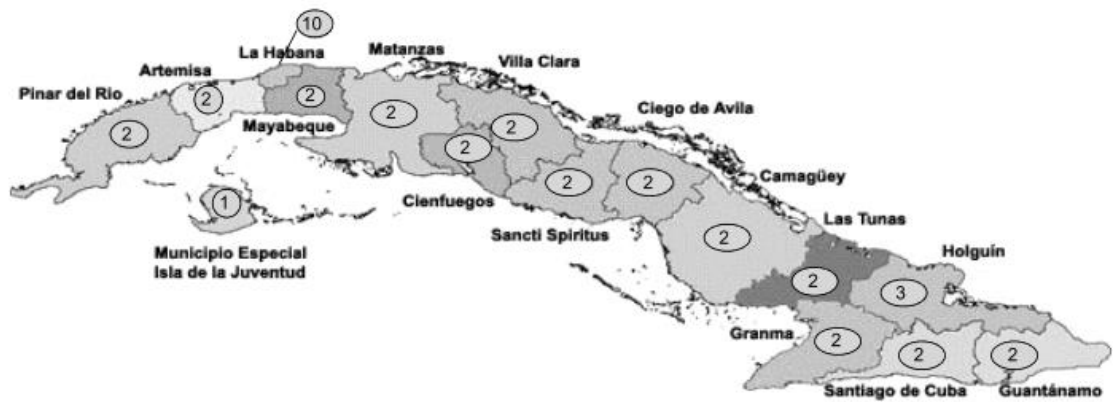 10
La Habana
Matanzas
Villa Clara
Artemisa
Pinar del Rio
2
2
2
Mayabeque
2
2
2
Ciego de Avila
2
2
2
Camagüey
1
Cienfuegos
Sancti Spiritus
Las Tunas
Municipio Especial
Isla de la Juventud
Holguín
2
3
Granma
2
2
2
Santiago de Cuba
Guantánamo